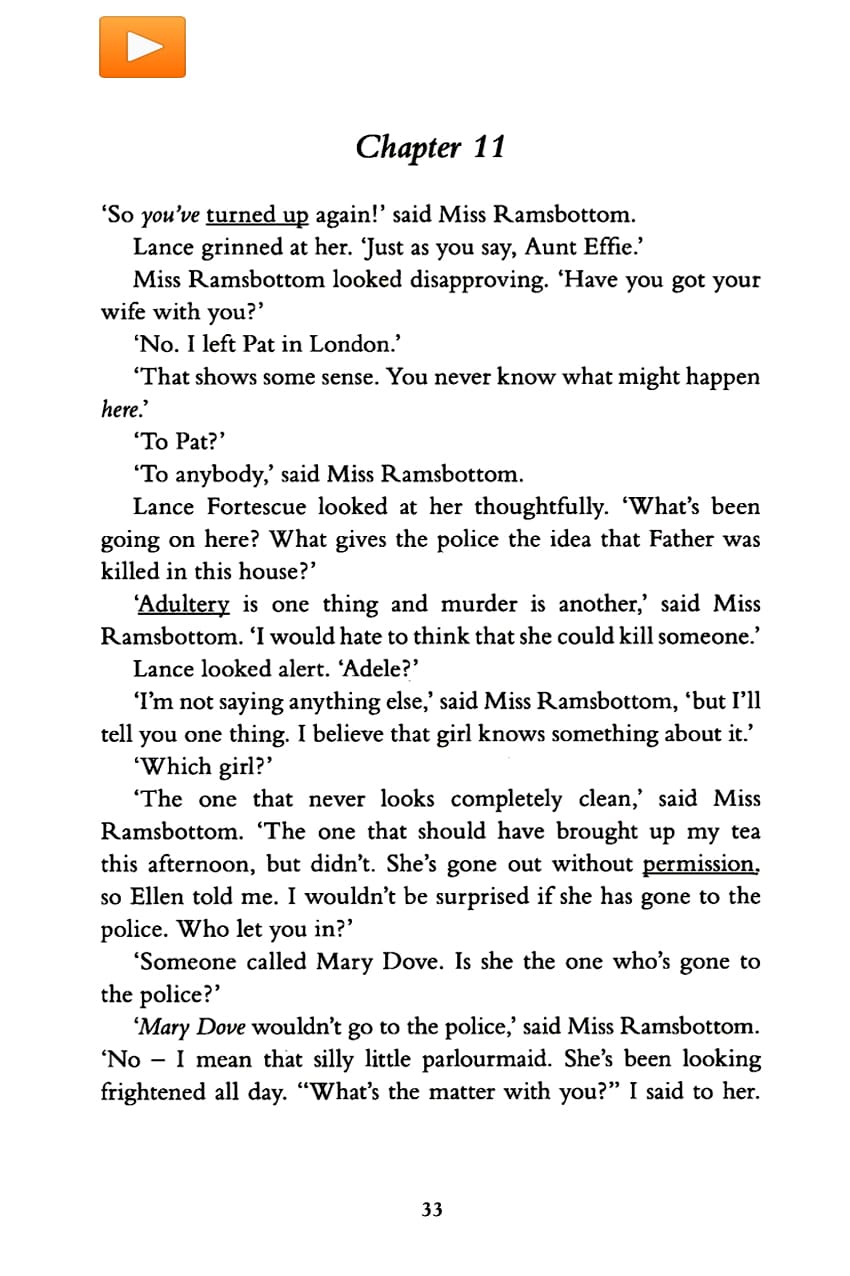 Chapter 11
‘So you’ve turned up again!’ said Miss Ramsbottom.
Lance grinned at her. ‘Just as you say, Aunt Effie.’
Miss Ramsbottom looked disapproving. ‘Have you got your
wife with you?’
‘No. I left Pat in London.’
‘That shows some sense. You never know what might happen
here.’
‘To Pat?’
‘To anybody,’ said Miss Ramsbottom.
Lance Fortescue looked at her thoughtfully. ‘What’s been
going on here? What gives the police the idea that Father was
killed in this house?’
‘Adultery is one thing and murder is another,’ said Miss
Ramsbottom. ‘I would hate to think that she could kill someone.’
Lance looked alert. ‘Adele?’
‘I’m not saying anything else,’ said Miss Ramsbottom, ‘but I’ll
tell you one thing. I believe that girl knows something about it.’
‘Which girl?’
‘The one that never looks completely clean,’ said Miss
Ramsbottom. ‘The one that should have brought up my tea
this afternoon, but didn’t. She’s gone out without permission,
so Ellen told me. I wouldn’t be surprised if she has gone to the
police. Who let you in?’
‘Someone called Mary Dove. Is she the one who’s gone to
the police?’
‘Mary Dove wouldn’t go to the police,’ said Miss Ramsbottom.
‘No – I mean that silly little parlourmaid. She’s been looking
frightened all day. “What’s the matter with you?” I said to her.
33